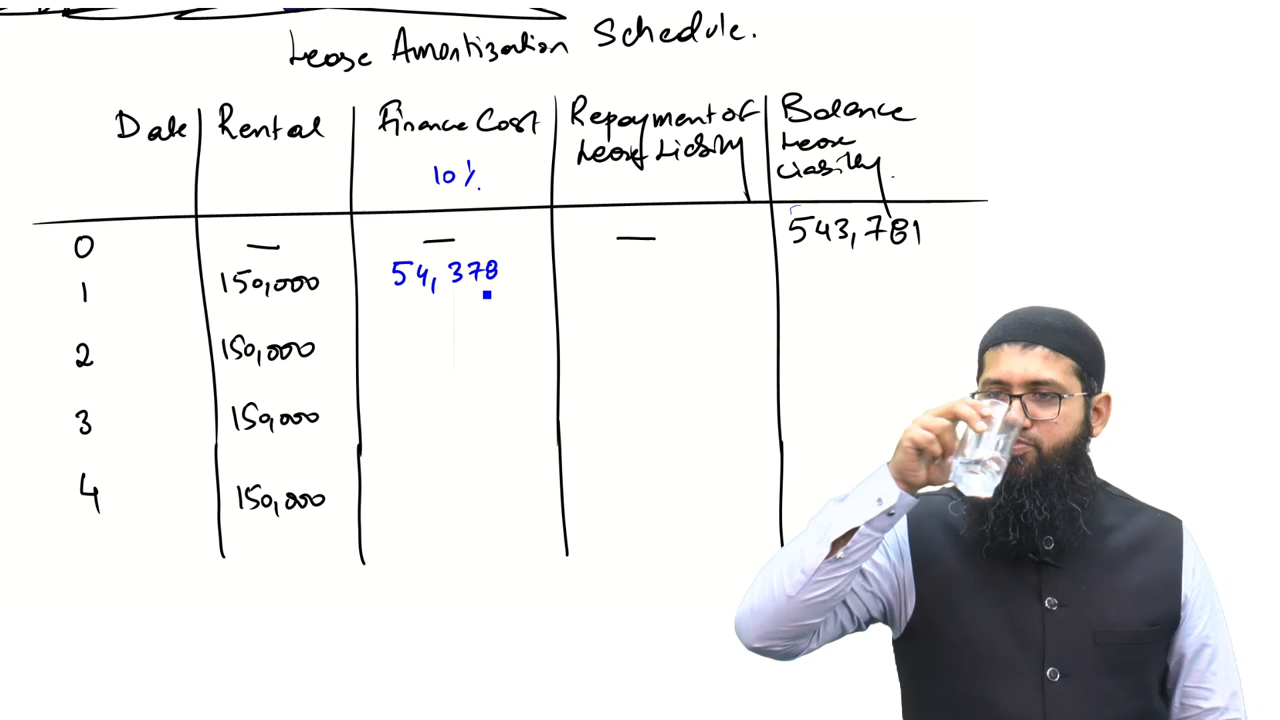 Lease Amortization Schedule.
Date Rental Finance Cost Repayment of Lease Liability Balance Lease Liability.
10%.
0 — — — 543,781
1 150,000 54,378
2 150,000
3 150,000
4 150,000